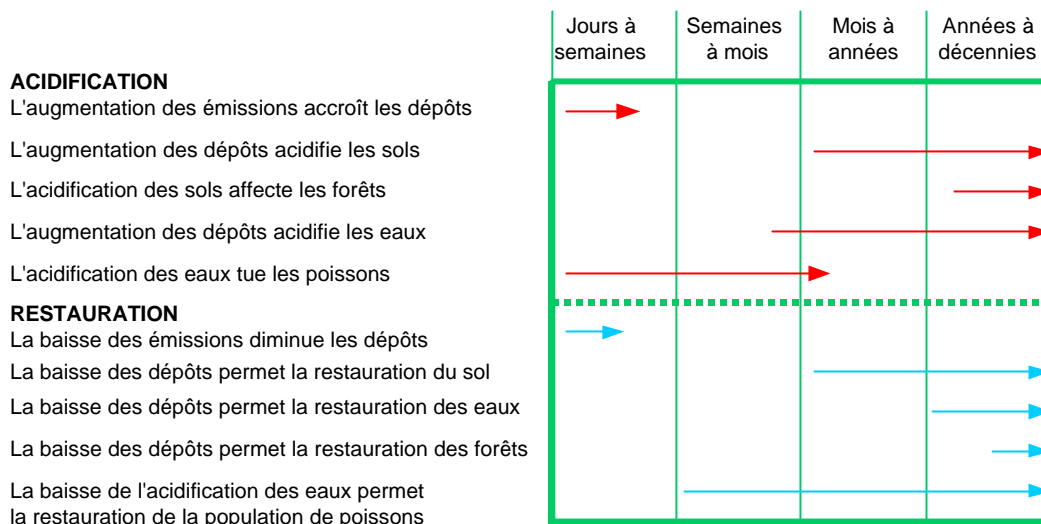 Jours à
semaines
Semaines
à mois
Mois à
années
Années à
décennies
ACIDIFICATION
L'augmentation des émissions accroît les dépôts
L'augmentation des dépôts acidifie les sols
L'acidification des sols affecte les forêts
L'augmentation des dépôts acidifie les eaux
L'acidification des eaux tue les poissons
RESTAURATION
La baisse des émissions diminue les dépôts
La baisse des dépôts permet la restauration du sol
La baisse des dépôts permet la restauration des eaux
La baisse des dépôts permet la restauration des forêts
La baisse de l'acidification des eaux permet
la restauration de la population de poissons